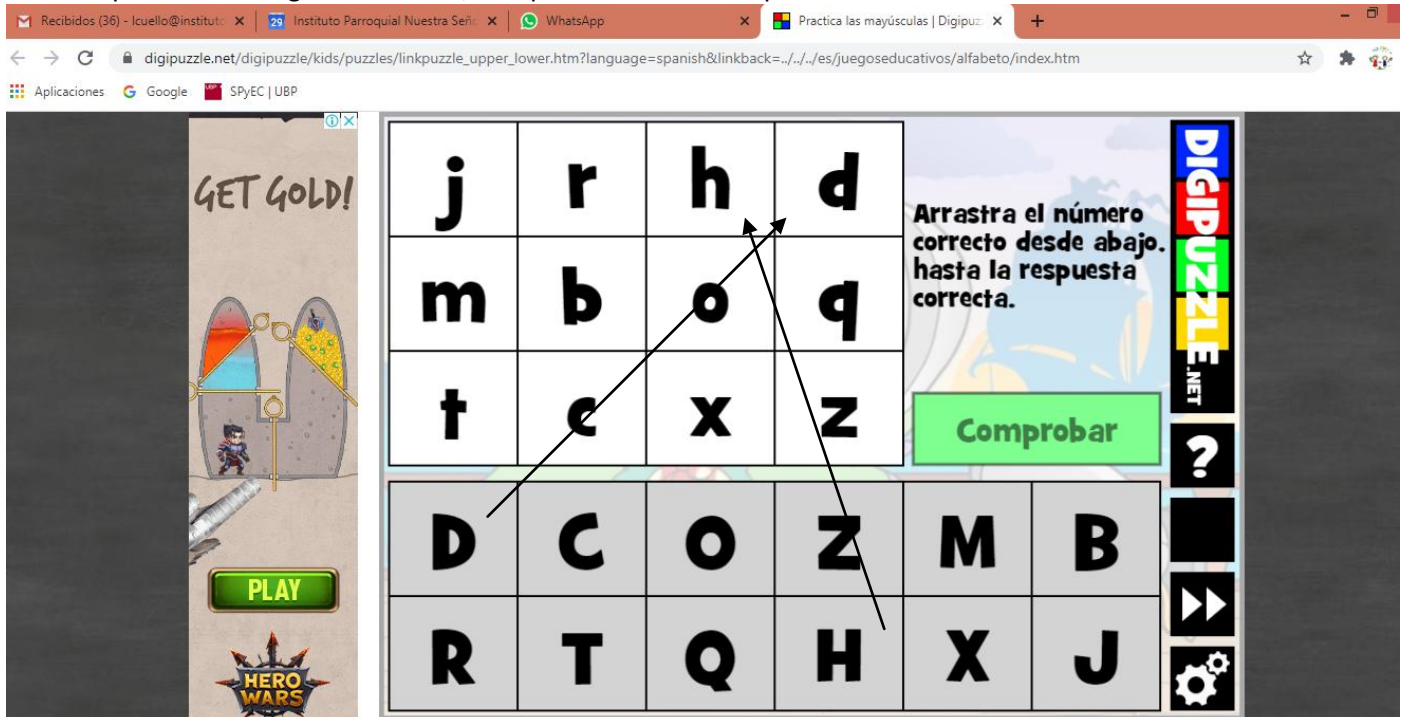 Recibidos (36) - lcuello@instituto
29 Instituto Parroquial Nuestra Seño
WhatsApp
Practica las mayúsculas | Digipuz
digipuzzle.net/digipuzzle/kids/puzzles/linkpuzzle_upper_lower.htm?language=spanish&linkback=../../../es/juegoseducativos/alfabeto/index.htm
Aplicaciones Google SPyEC | UBP
GET GOLD!
PLAY
HERO
WARS
j r h d
m b o q
t c x z
Arrastra el número
correcto desde abajo.
hasta la respuesta
correcta.
Comprobar
D C O Z M B
R T Q H X J
DIGIPUZZLE.NET
?